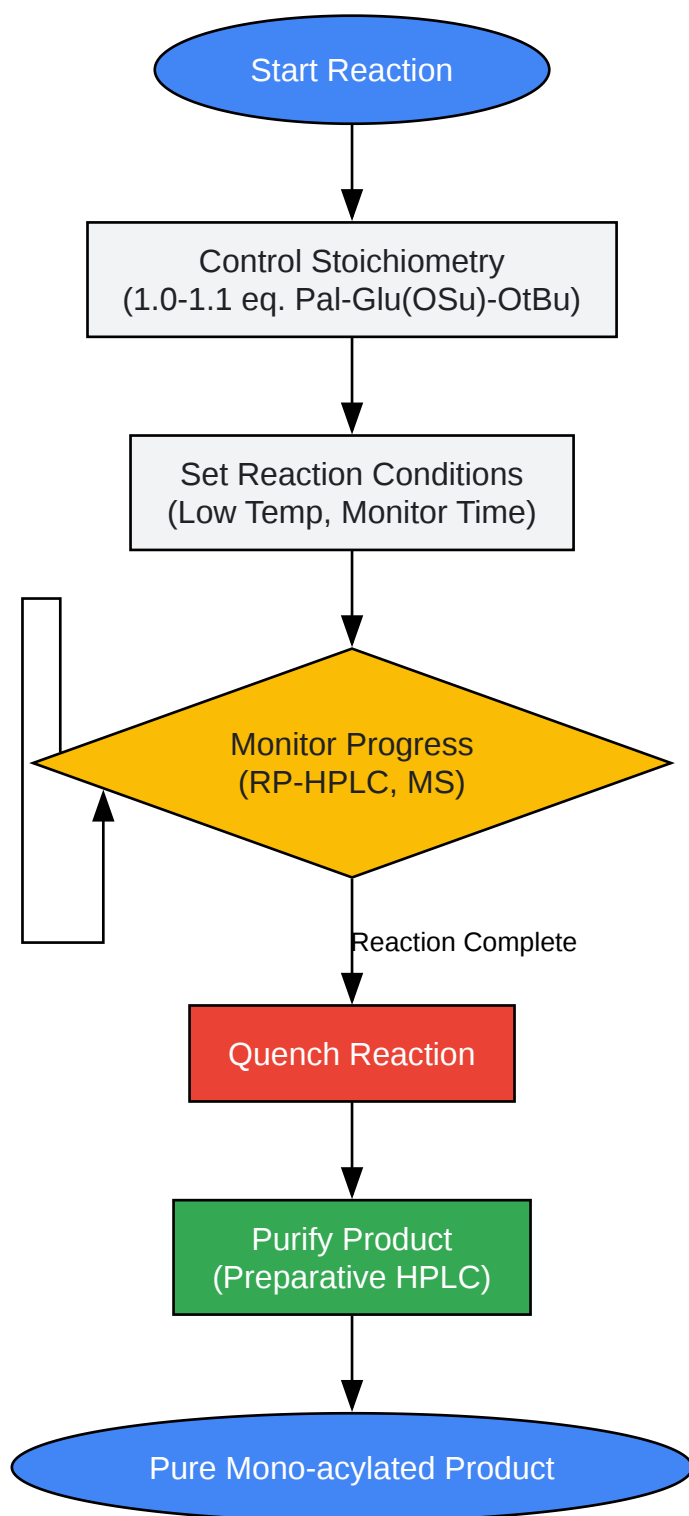 Start Reaction
Control Stoichiometry
(1.0-1.1 eq. Pal-Glu(OSu)-OtBu)
Set Reaction Conditions
(Low Temp, Monitor Time)
Monitor Progress
(RP-HPLC, MS)
Reaction Complete
Quench Reaction
Purify Product
(Preparative HPLC)
Pure Mono-acylated Product